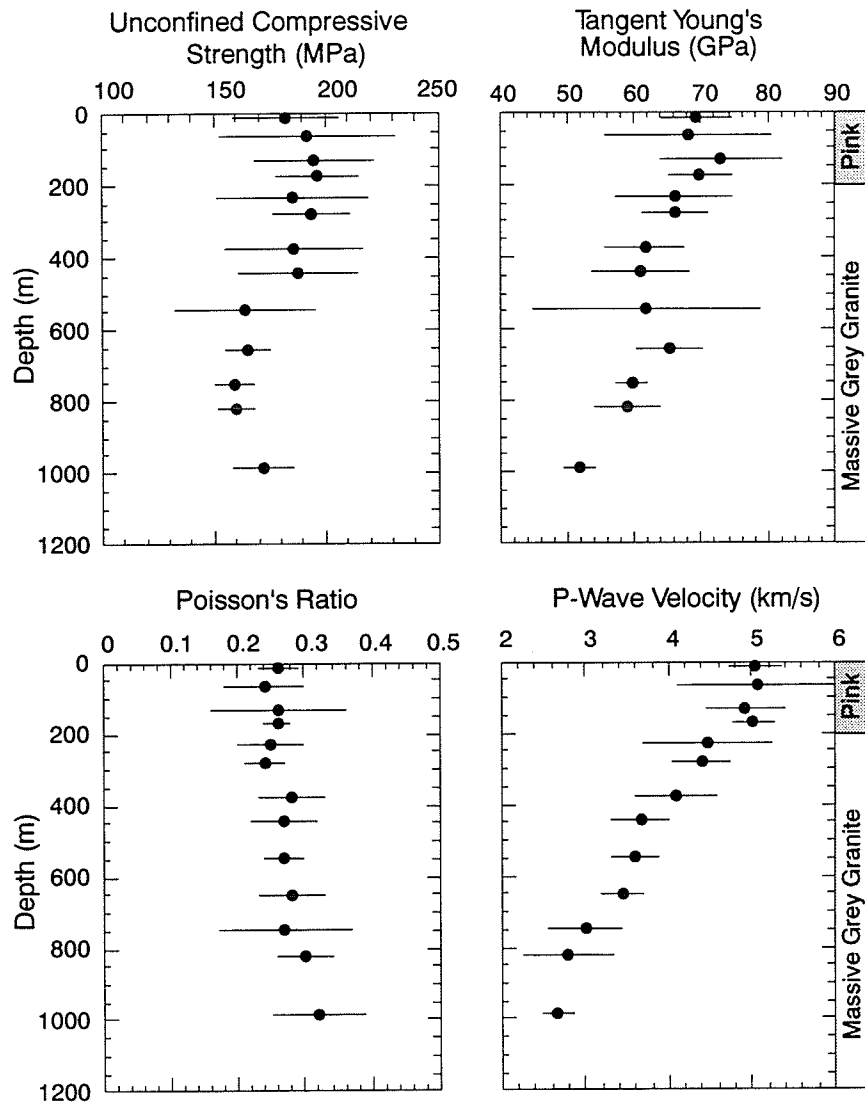 Unconfined Compressive
Strength (MPa)
100 150 200 250
0
200
400
600
800
1000
1200
Depth (m)
Tangent Young's
Modulus (GPa)
40 50 60 70 80 90
Pink
Massive Grey Granite
Poisson's Ratio
0 0.1 0.2 0.3 0.4 0.5
0
200
400
600
800
1000
1200
Depth (m)
P-Wave Velocity (km/s)
2 3 4 5 6
Pink
Massive Grey Granite